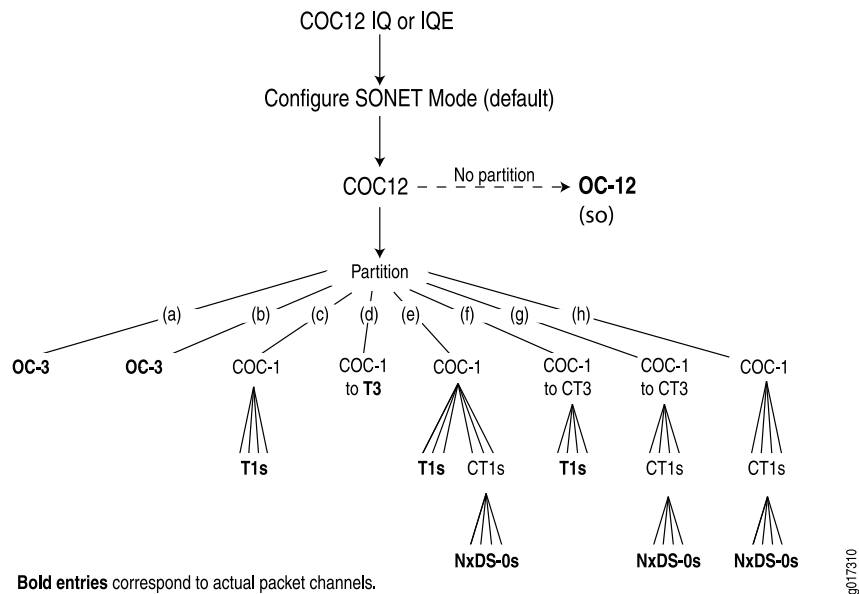 COC12 IQ or IQE
Configure SONET Mode (default)
COC12
No partition
OC-12
(so)
Partition
(a) (b) (c) (d) (e) (f) (g) (h)
OC-3 OC-3 COC-1 COC-1 COC-1 COC-1 COC-1 COC-1
to T3 to CT3 to CT3
T1s T1s CT1s T1s CT1s CT1s
NxDS-0s NxDS-0s NxDS-0s
Bold entries correspond to actual packet channels.
g017310